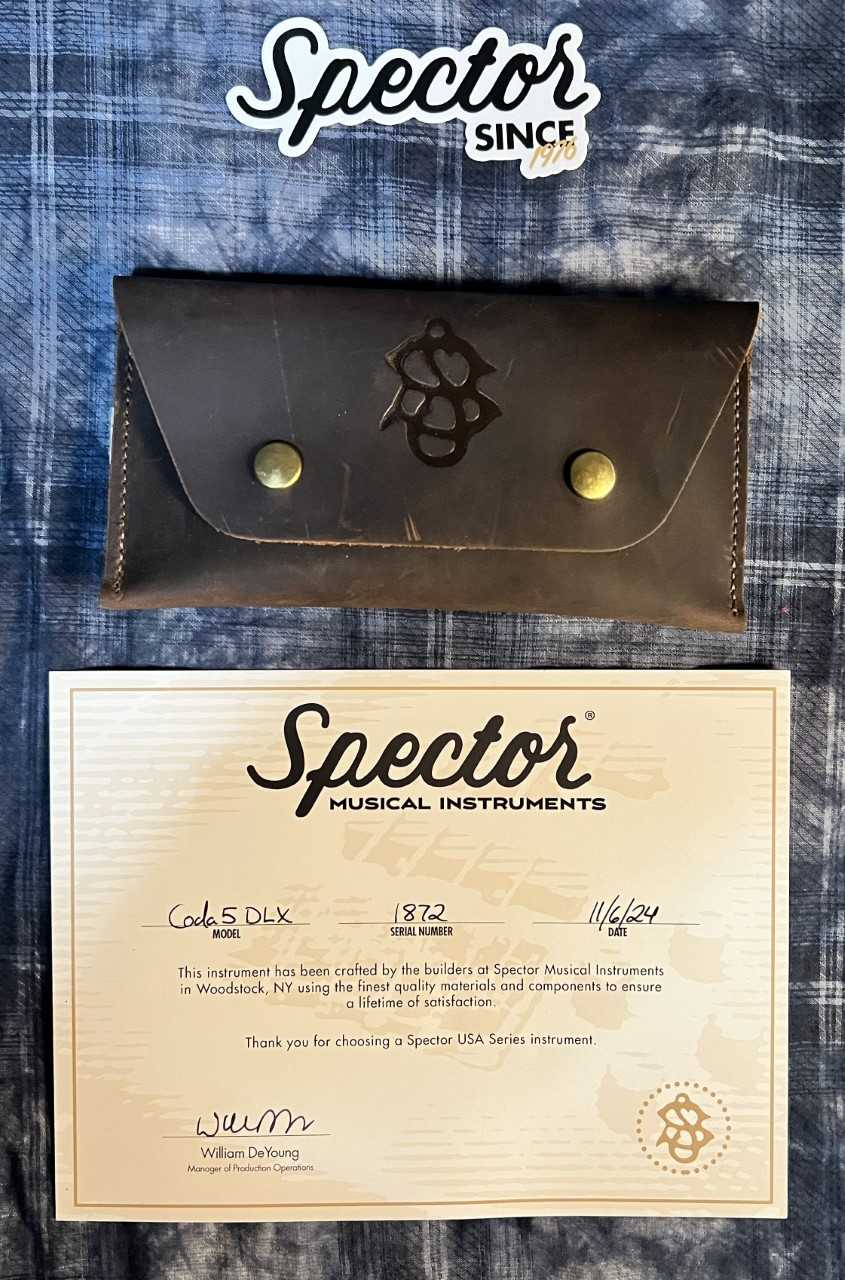 Spector
SINCE
1976
Spector®
MUSICAL INSTRUMENTS
Coda 5 DLX 1872 11/6/24
MODEL SERIAL NUMBER DATE
This instrument has been crafted by the builders at Spector Musical Instruments
in Woodstock, NY using the finest quality materials and components to ensure
a lifetime of satisfaction.
Thank you for choosing a Spector USA Series instrument.
William DeYoung
Manager of Production Operations